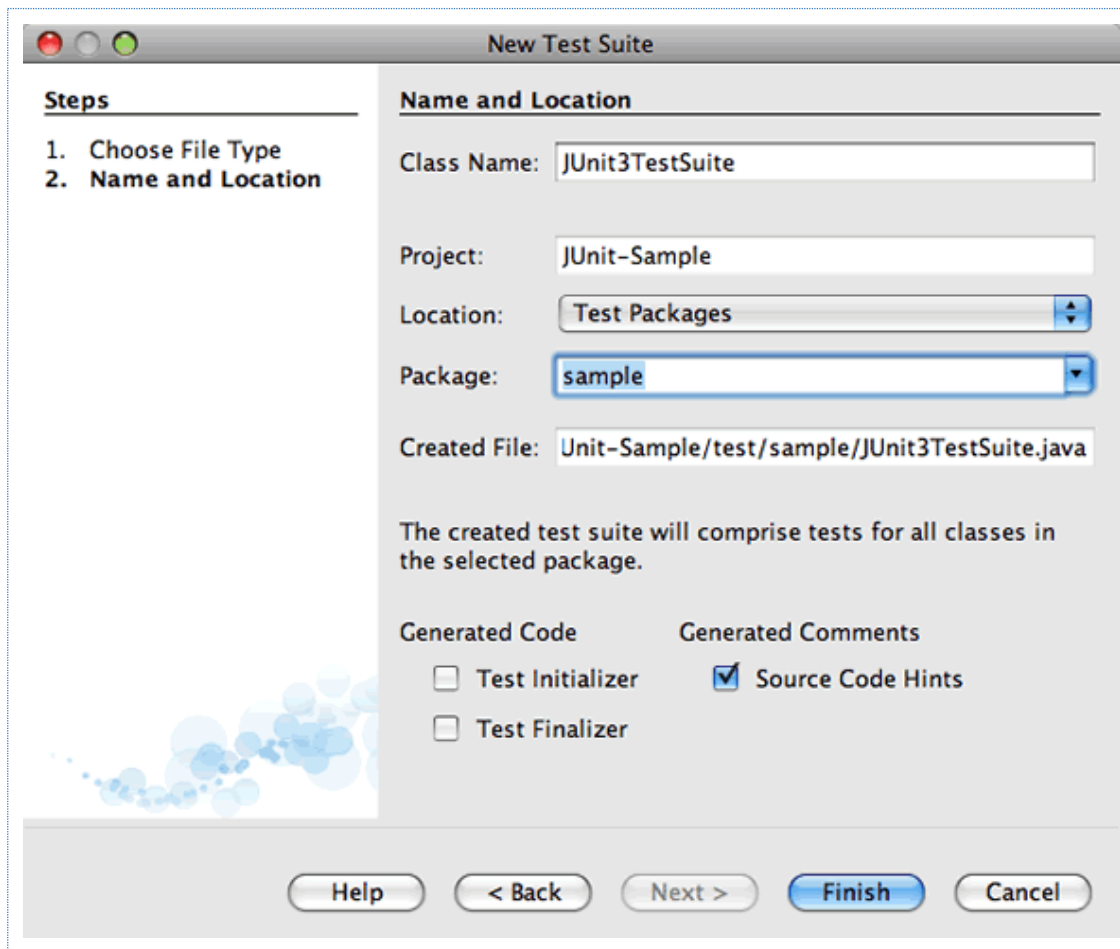 New Test Suite
Steps
1. Choose File Type
2. Name and Location
Name and Location
Class Name: JUnit3TestSuite
Project: JUnit-Sample
Location: Test Packages
Package: sample
Created File: Unit-Sample/test/sample/JUnit3TestSuite.java
The created test suite will comprise tests for all classes in
the selected package.
Generated Code Generated Comments
Test Initializer Source Code Hints
Test Finalizer
Help < Back Next > Finish Cancel